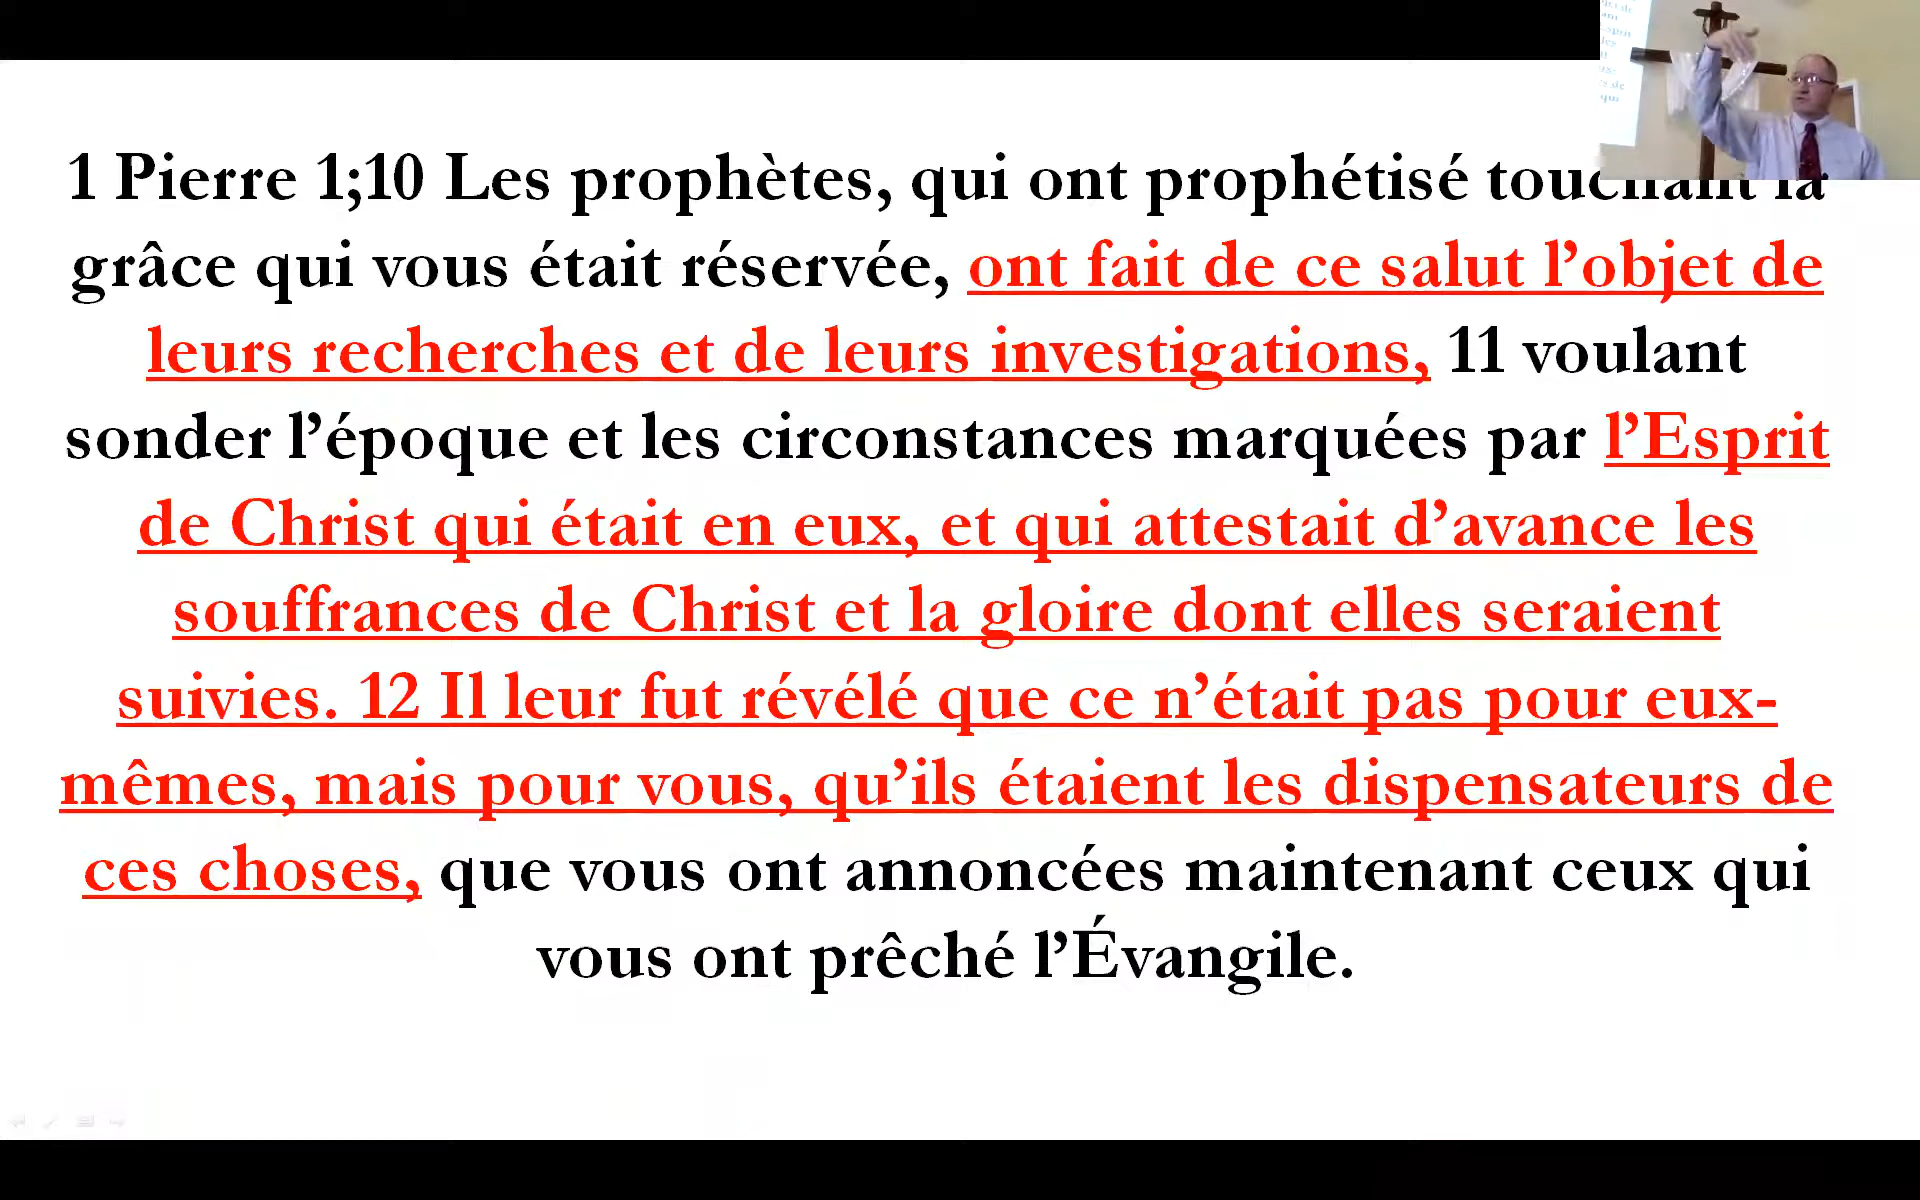 1 Pierre 1;10 Les prophètes, qui ont prophétisé touchant la
grâce qui vous était réservée, ont fait de ce salut l’objet de
leurs recherches et de leurs investigations, 11 voulant
sonder l’époque et les circonstances marquées par l’Esprit
de Christ qui était en eux, et qui attestait d’avance les
souffrances de Christ et la gloire dont elles seraient
suivies. 12 Il leur fut révélé que ce n’était pas pour eux-
mêmes, mais pour vous, qu’ils étaient les dispensateurs de
ces choses, que vous ont annoncées maintenant ceux qui
vous ont prêché l’Évangile.